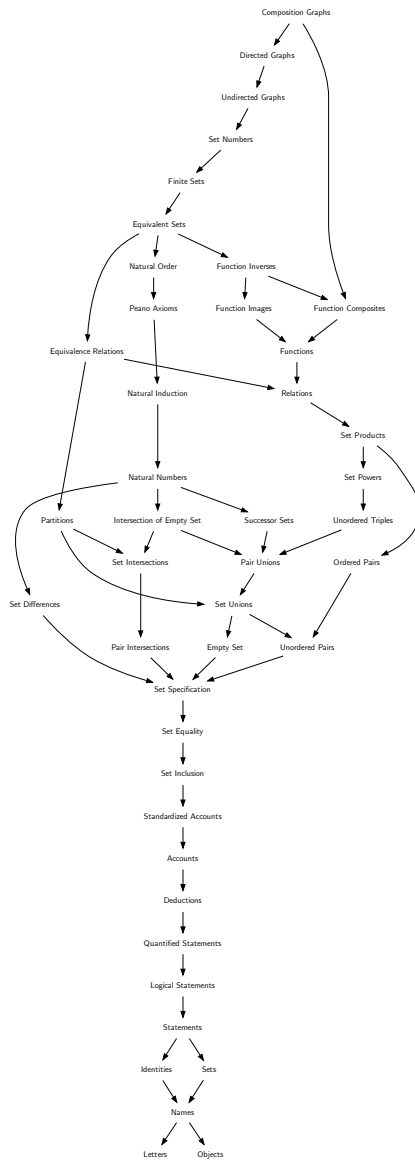 Composition Graphs
Directed Graphs
Undirected Graphs
Set Numbers
Finite Sets
Equivalent Sets
Natural Order
Function Inverses
Peano Axioms
Function Images
Function Composites
Equivalence Relations
Functions
Natural Induction
Relations
Set Products
Natural Numbers
Set Powers
Partitions
Intersection of Empty Set
Successor Sets
Unordered Triples
Set Intersections
Pair Unions
Ordered Pairs
Set Differences
Set Unions
Pair Intersections
Empty Set
Unordered Pairs
Set Specification
Set Equality
Set Inclusion
Standardized Accounts
Accounts
Deductions
Quantified Statements
Logical Statements
Statements
Identities
Sets
Names
Letters
Objects